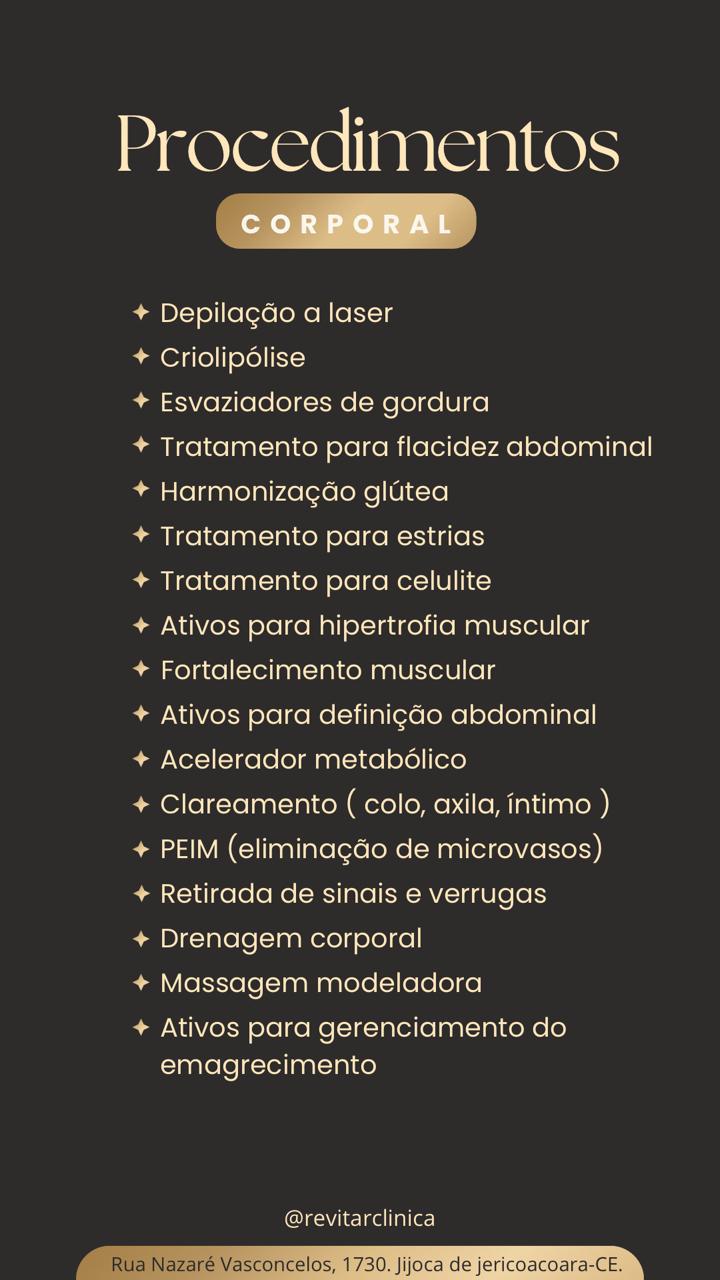 Procedimentos
CORPORAL
Depilação a laser
Criolipólise
Esvaziadores de gordura
Tratamento para flacidez abdominal
Harmonização glútea
Tratamento para estrias
Tratamento para celulite
Ativos para hipertrofia muscular
Fortalecimento muscular
Ativos para definição abdominal
Acelerador metabólico
Clareamento ( colo, axila, íntimo )
PEIM (eliminação de microvasos)
Retirada de sinais e verrugas
Drenagem corporal
Massagem modeladora
Ativos para gerenciamento do
emagrecimento
@revitarclinica
Rua Nazaré Vasconcelos, 1730. Jijoca de jericoacoara-CE.